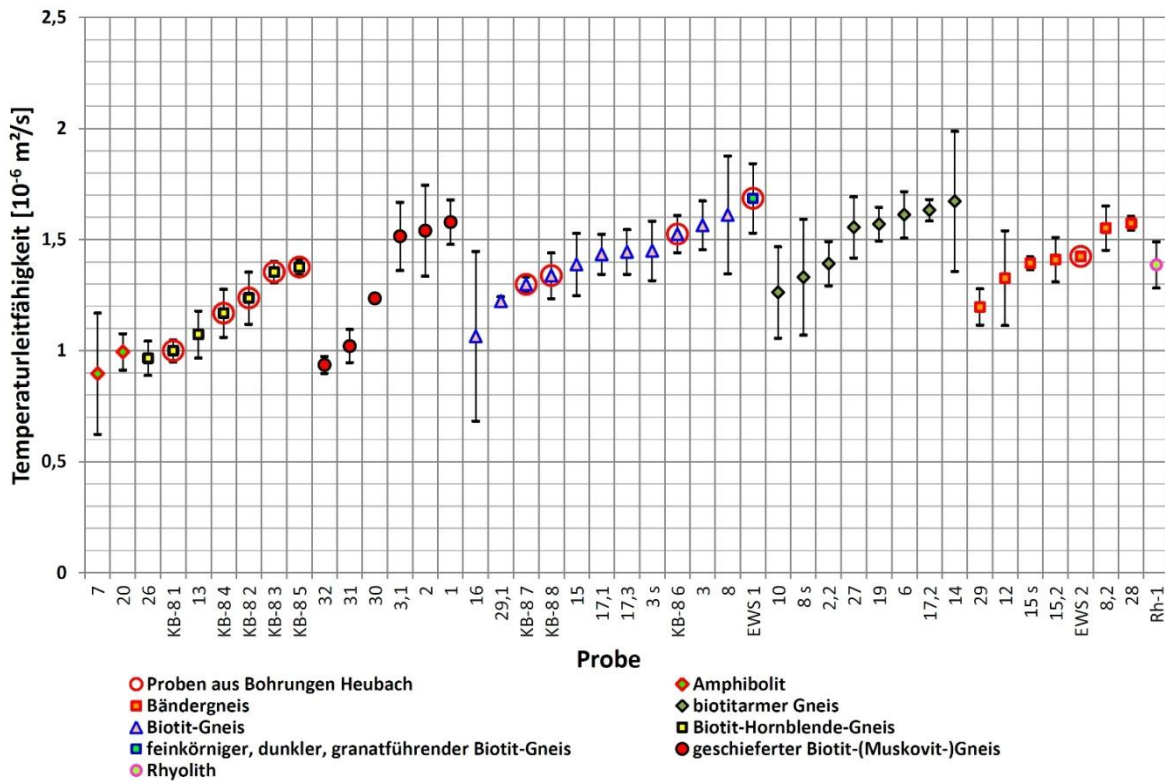 Temperaturleitfähigkeit [10⁻⁶ m²/s]
2,5
2
1,5
1
0,5
0
7
20
26
KB-8 1
13
KB-8 4
KB-8 2
KB-8 3
KB-8 5
32
31
30
3,1
2
1
16
29,1
KB-8 7
KB-8 8
15
17,1
17,3
3 s
KB-8 6
3
8
EWS 1
10
8 s
2,2
27
19
6
17,2
14
29
12
15 s
15,2
EWS 2
8,2
28
Rh-1
Probe
Proben aus Bohrungen Heubach
Amphibolit
Bändergneis
biotitarmer Gneis
Biotit-Gneis
Biotit-Hornblende-Gneis
feinkörniger, dunkler, granatführender Biotit-Gneis
geschieferter Biotit-(Muskovit-)Gneis
Rhyolith